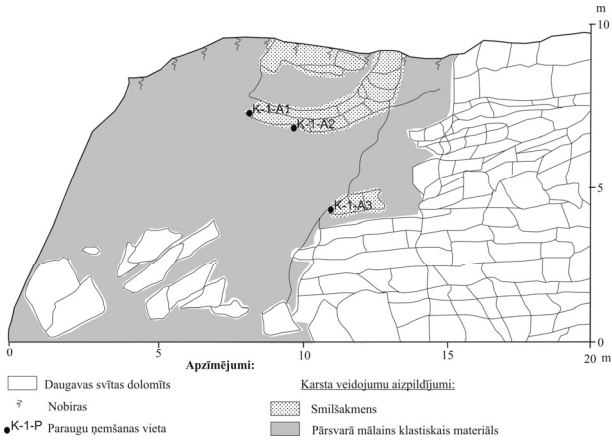 m
10
K-1-A1
K-1-A2
5
K-1-A3
0
0 5 10 15 20 m
Apzīmējumi:
Daugavas svītas dolomīts
Nobiras
K-1-P Paraugu ņemšanas vieta
Karsta veidojumu aizpildījumi:
Smilšakmens
Pārsvarā mālains klastiskais materiāls